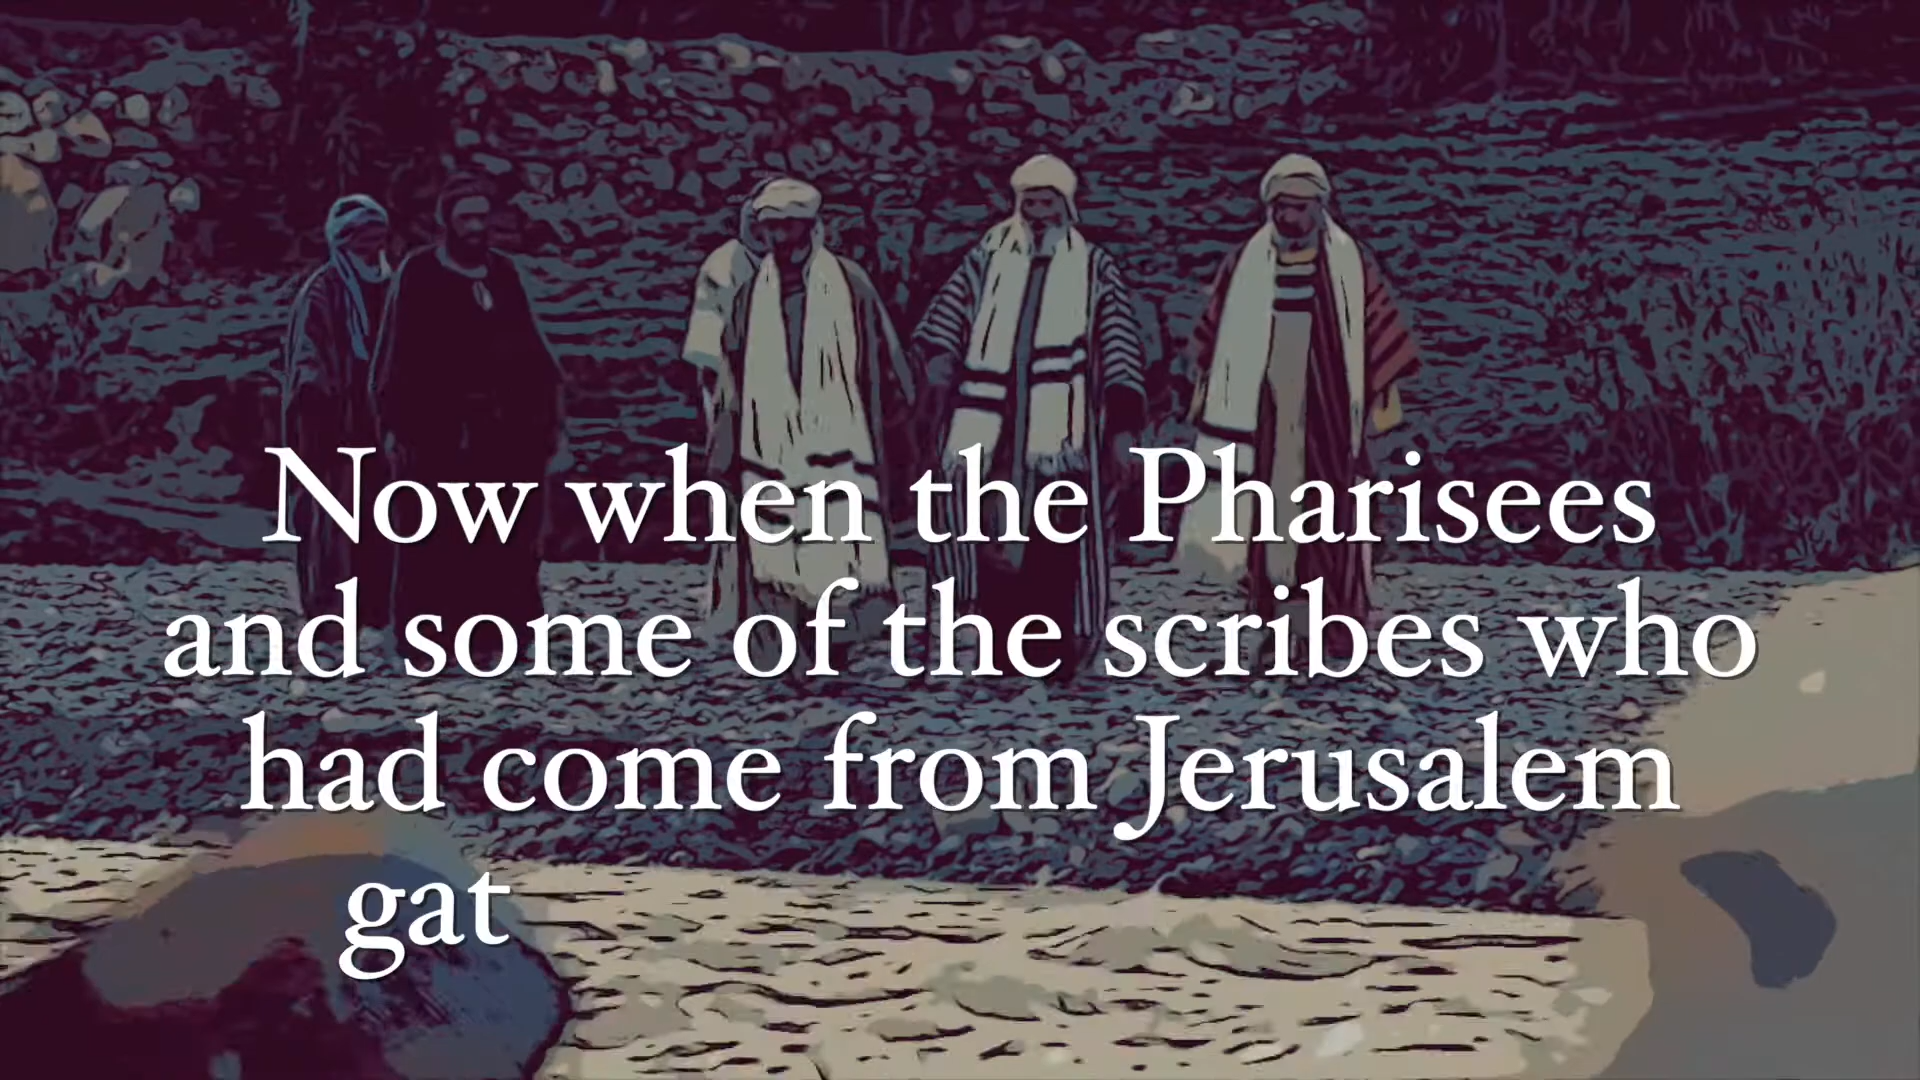 Now when the Pharisees
and some of the scribes who
had come from Jerusalem
gat